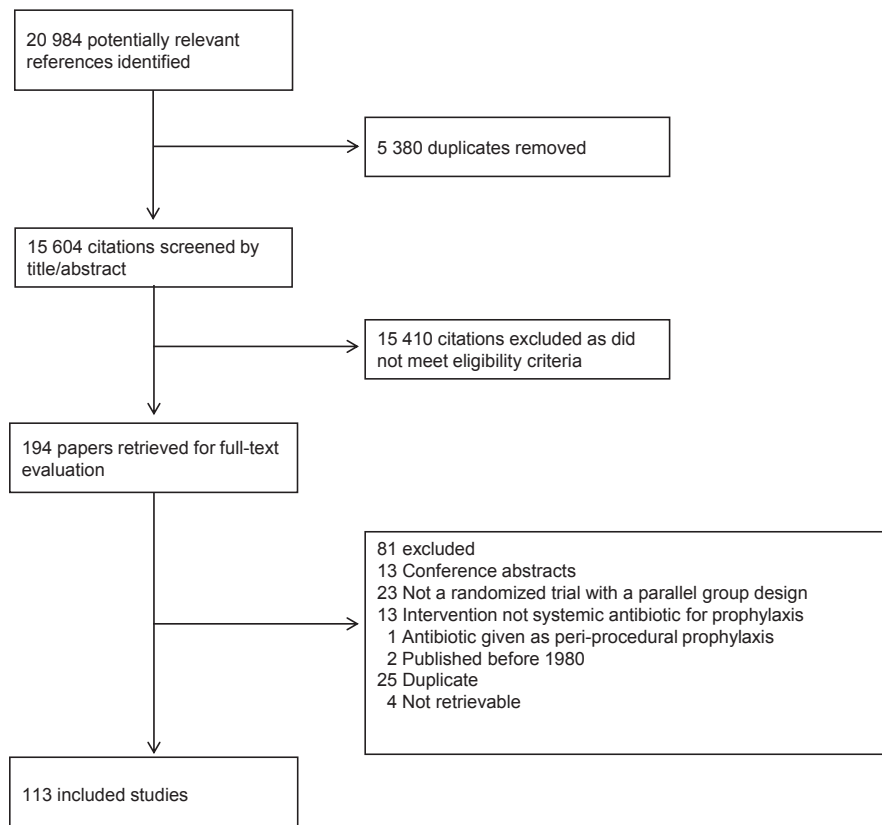 20 984 potentially relevant
references identified
5 380 duplicates removed
15 604 citations screened by
title/abstract
15 410 citations excluded as did
not meet eligibility criteria
194 papers retrieved for full-text
evaluation
81 excluded
13 Conference abstracts
23 Not a randomized trial with a parallel group design
13 Intervention not systemic antibiotic for prophylaxis
1 Antibiotic given as peri-procedural prophylaxis
2 Published before 1980
25 Duplicate
4 Not retrievable
113 included studies